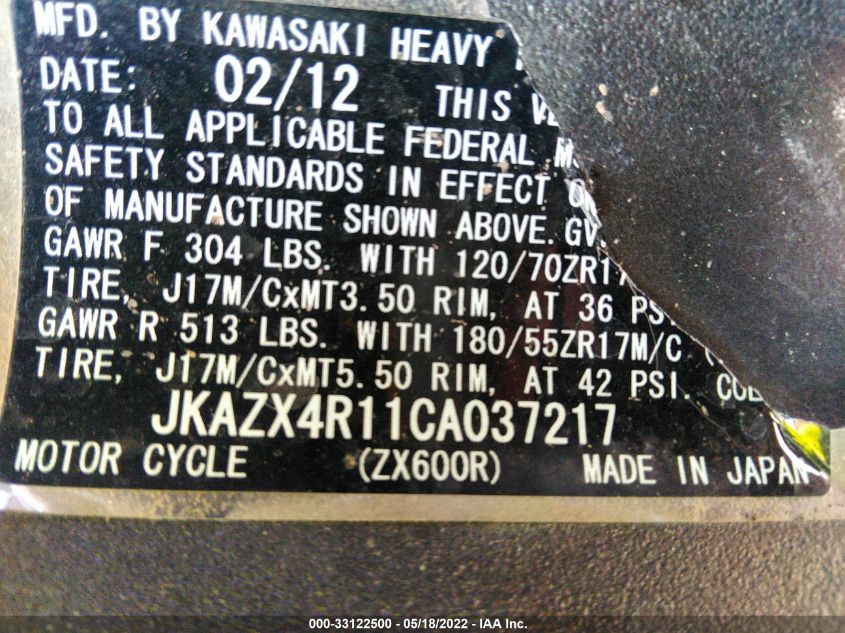 MFD. BY KAWASAKI HEAVY
DATE: 02/12 THIS
TO ALL APPLICABLE FEDERAL
SAFETY STANDARDS IN EFFECT
OF MANUFACTURE SHOWN ABOVE.
GAWR F 304 LBS. WITH 120/70ZR17
TIRE, J17M/CxMT3.50 RIM, AT 36
GAWR R 513 LBS. WITH 180/55ZR17M/C
TIRE, J17M/CxMT5.50 RIM, AT 42 PSI.
JKAZX4R11CA037217
MOTOR CYCLE (ZX600R) MADE IN JAPAN
000-33122500 - 05/18/2022 - IAA Inc.